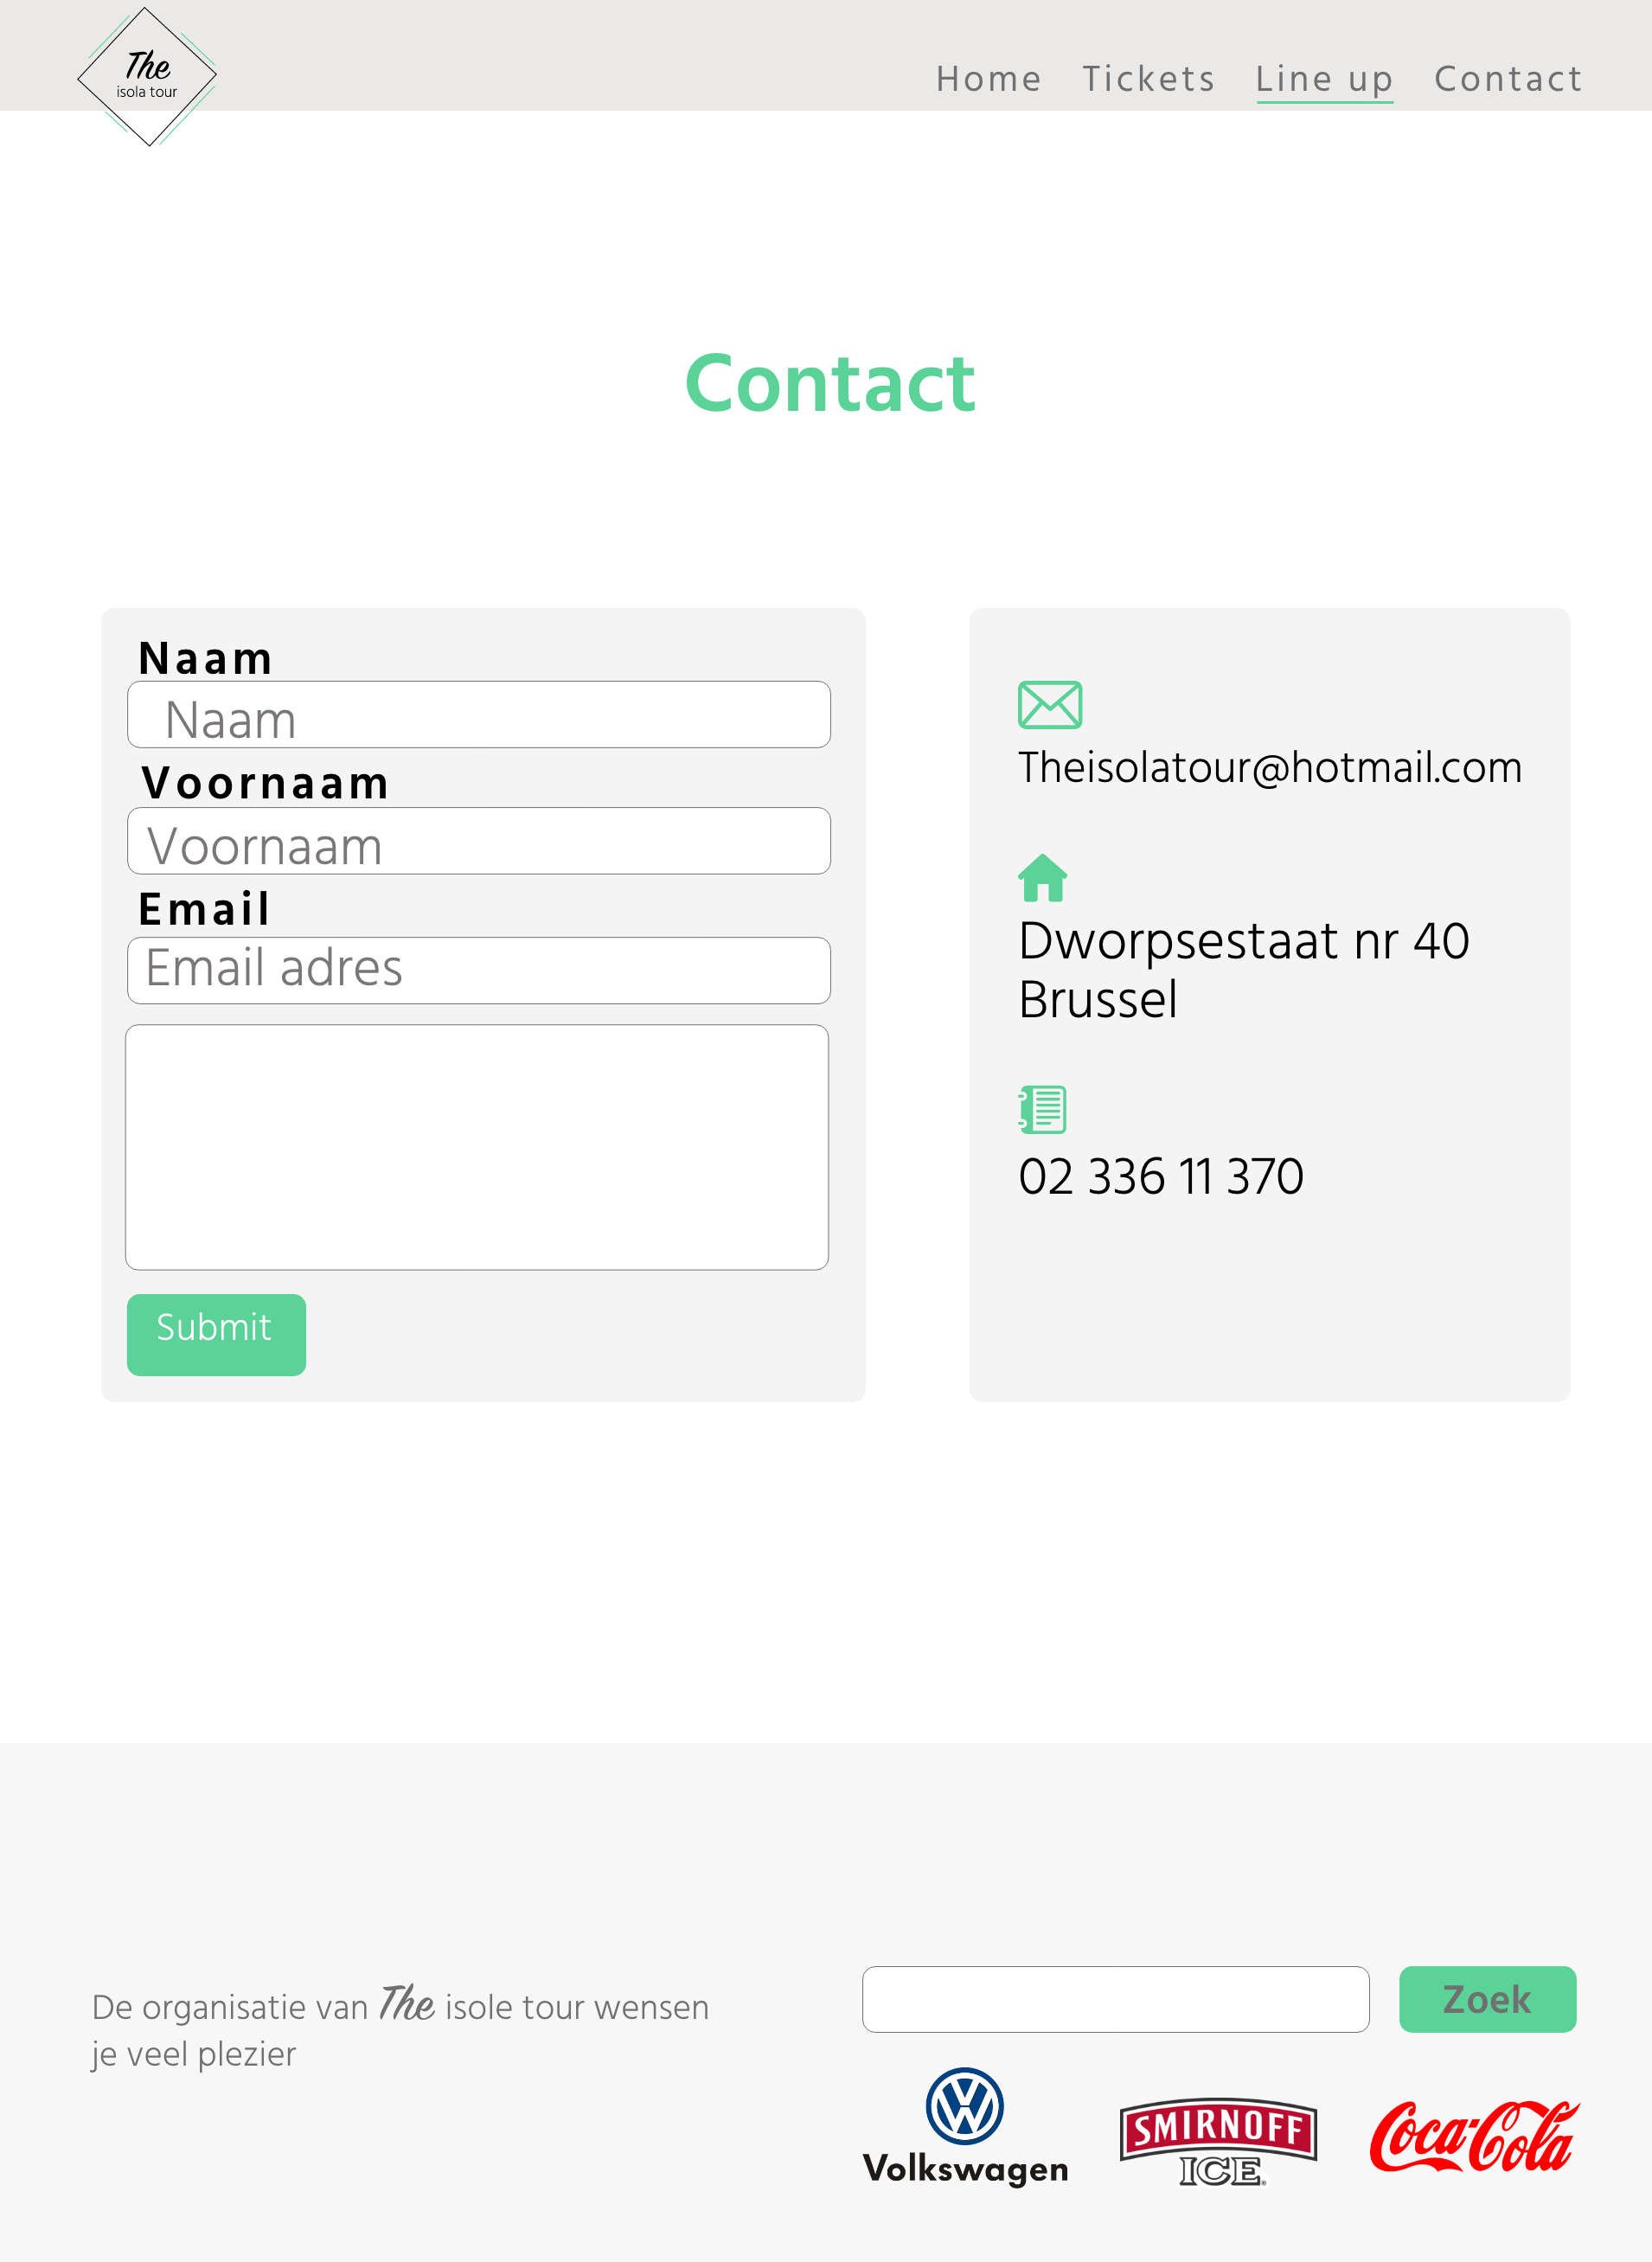 The
isola tour
Home Tickets Line up Contact
Contact
Naam
Naam
Voornaam
Voornaam
Email
Email adres
Submit
Theisolatour@hotmail.com
Dworpsestaat nr 40
Brussel
02 336 11 370
De organisatie van The isole tour wensen
je veel plezier
Zoek
Volkswagen
SMIRNOFF
ICE
Coca-Cola